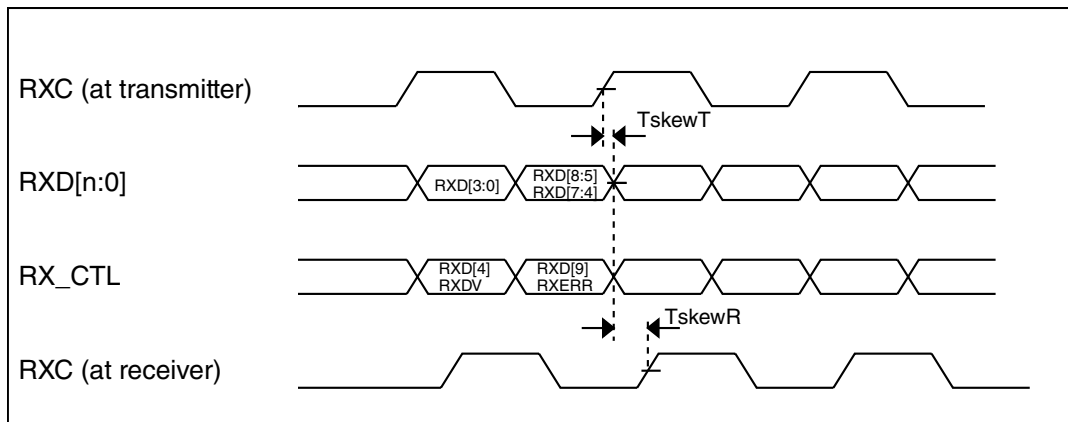 RXC (at transmitter)
TskewT
RXD[n:0]
RXD[3:0]
RXD[8:5]
RXD[7:4]
RX_CTL
RXD[4]
RXDV
RXD[9]
RXERR
TskewR
RXC (at receiver)